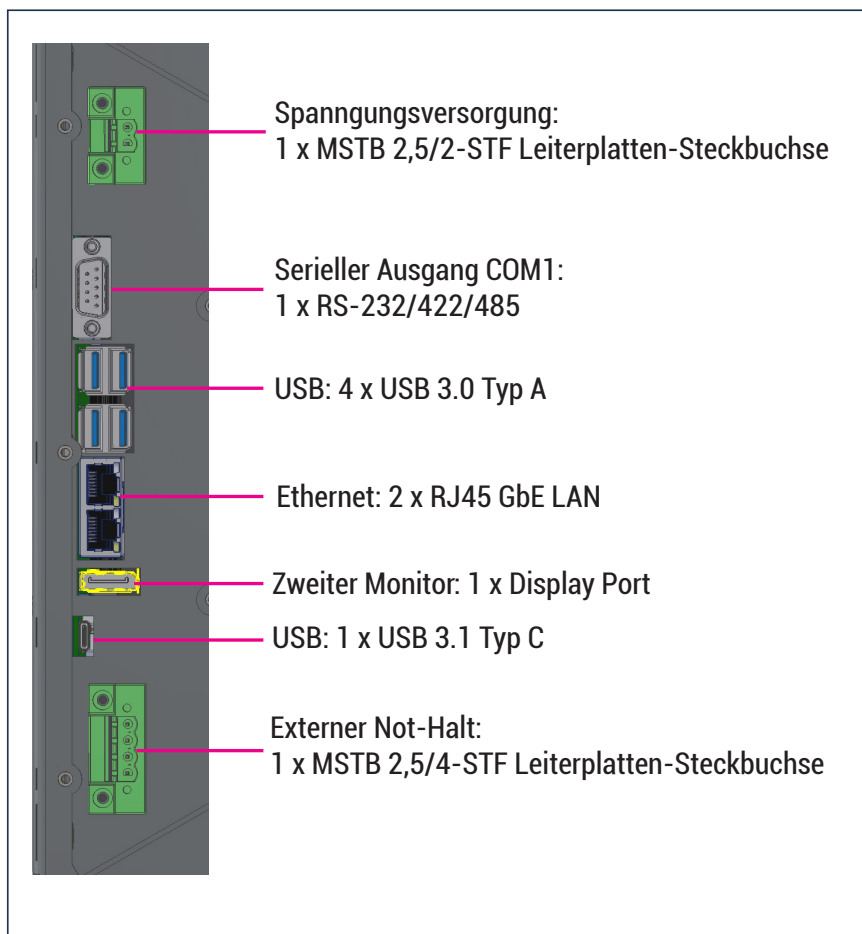 Spanngungsversorgung:
1 x MSTB 2,5/2-STF Leiterplatten-Steckbuchse
Serieller Ausgang COM1:
1 x RS-232/422/485
USB: 4 x USB 3.0 Typ A
Ethernet: 2 x RJ45 GbE LAN
Zweiter Monitor: 1 x Display Port
USB: 1 x USB 3.1 Typ C
Externer Not-Halt:
1 x MSTB 2,5/4-STF Leiterplatten-Steckbuchse